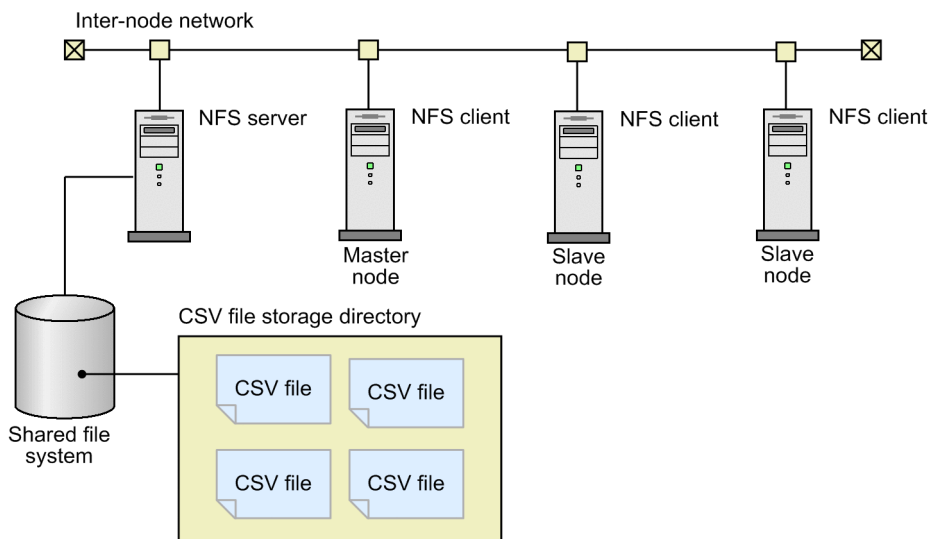 Inter-node network
NFS server
NFS client
NFS client
NFS client
Master
node
Slave
node
Slave
node
CSV file storage directory
CSV file
CSV file
CSV file
CSV file
Shared file
system